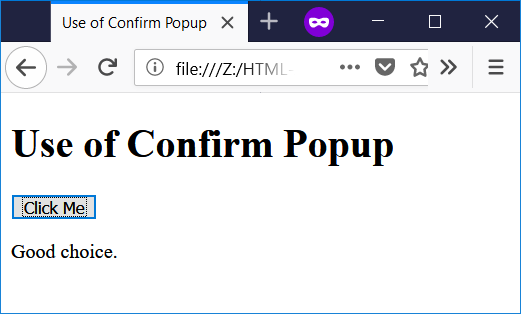 Use of Confirm Popup
file:///Z:/HTML-
Use of Confirm Popup
Click Me
Good choice.